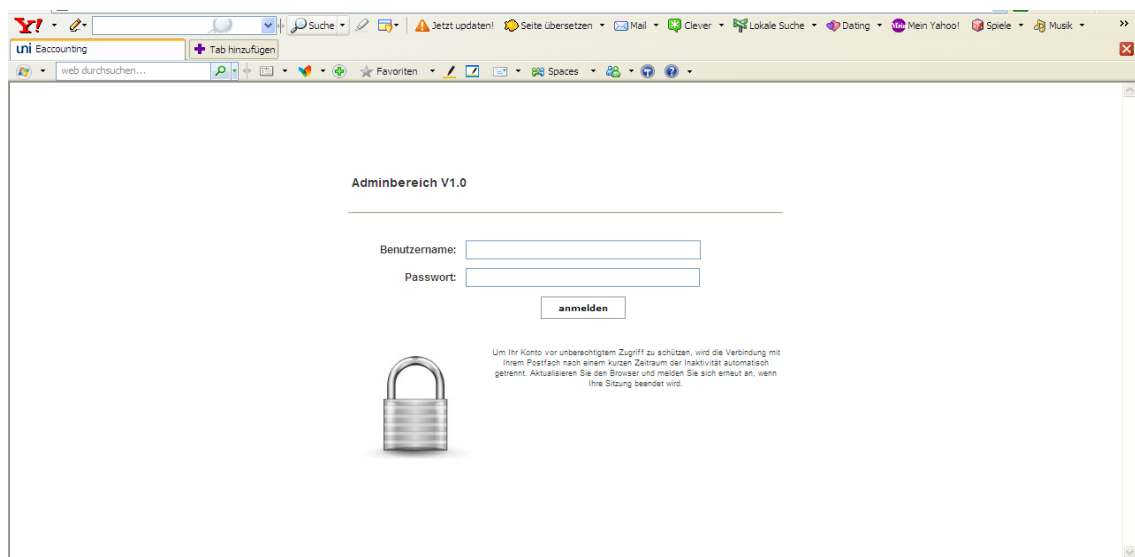 Y! Suche Jetzt updaten! Seite übersetzen Mail Clever Lokale Suche Dating Mein Yahoo! Spiele Musik »
uni Eaccounting Tab hinzufügen
web durchsuchen... Favoriten Spaces
Adminbereich V1.0
Benutzername:
Passwort:
anmelden
Um Ihr Konto vor unberechtigtem Zugriff zu schützen, wird die Verbindung mit
Ihrem Postfach nach einem kurzen Zeitraum der Inaktivität automatisch
getrennt. Aktualisieren Sie den Browser und melden Sie sich erneut an, wenn
Ihre Sitzung beendet wird.